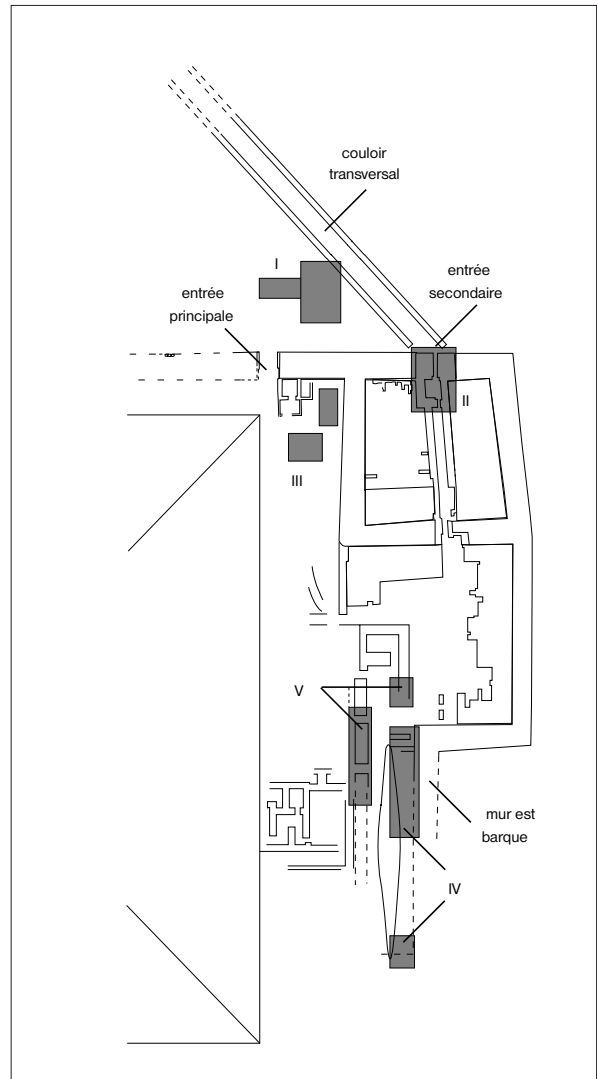 couloir
transversal
I
entrée
secondaire
entrée
principale
II
III
V
mur est
barque
IV